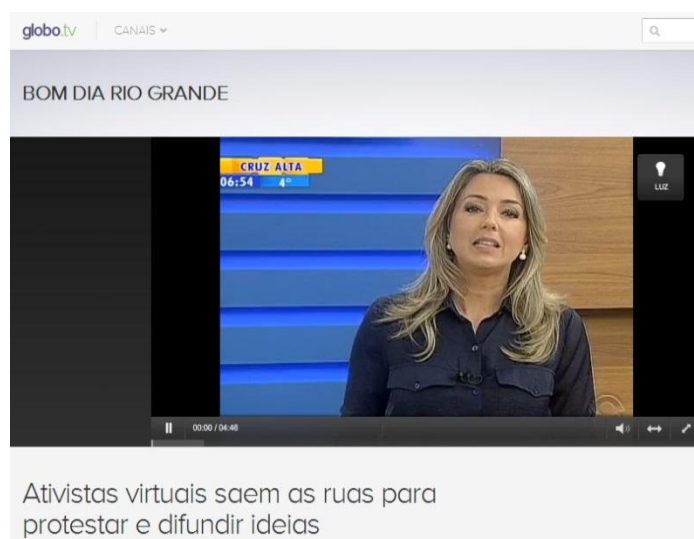 globo.tv CANAIS
BOM DIA RIO GRANDE
CRUZ ALTA
06:54 4°
LUZ
00:00 / 04:46
Ativistas virtuais saem as ruas para
protestar e difundir ideias